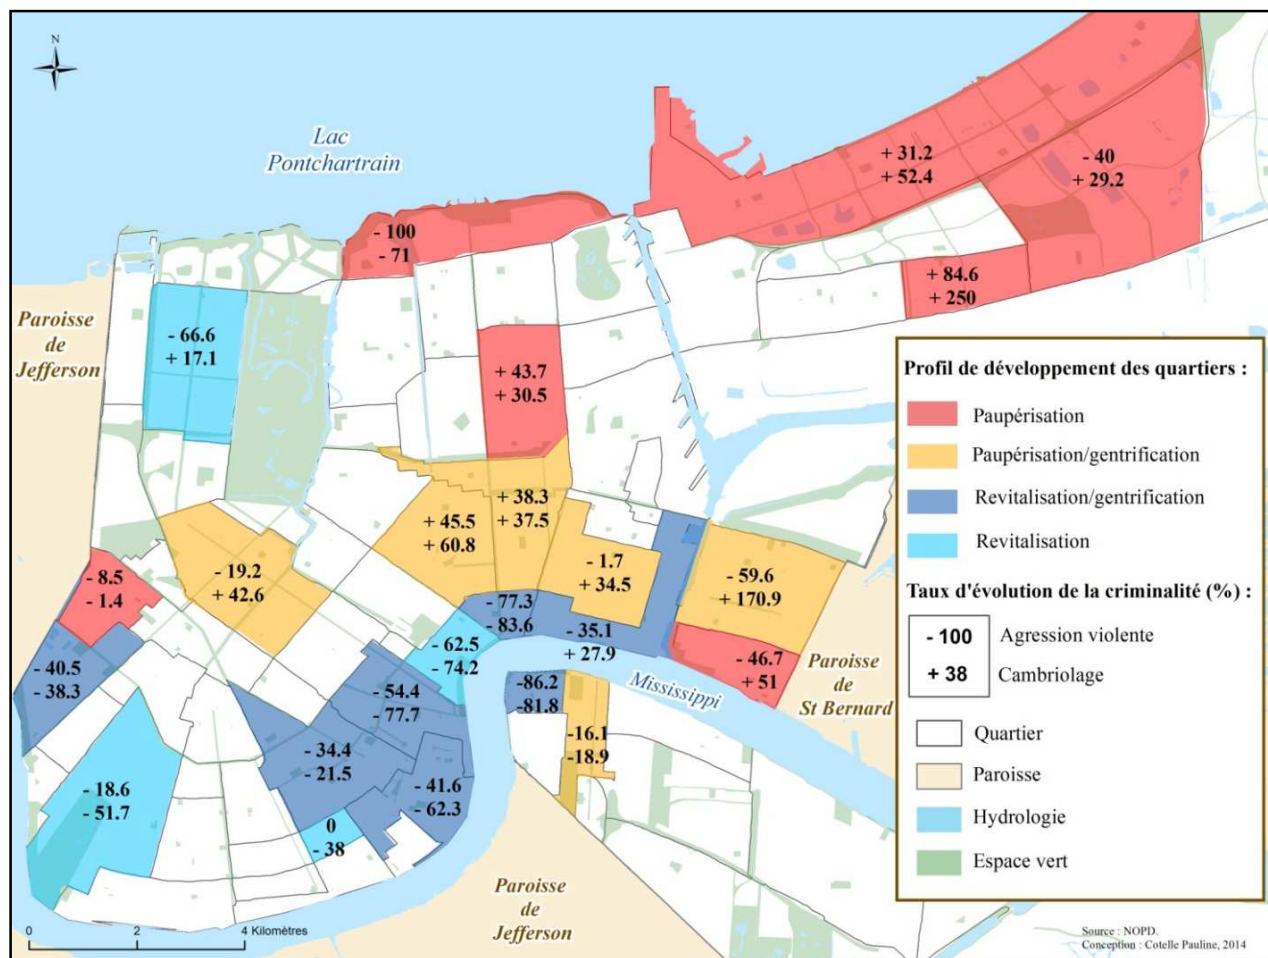 N
Lac
Pontchartrain
+ 31.2
+ 52.4
- 40
+ 29.2
- 100
- 71
+ 84.6
+ 250
Paroisse
de
Jefferson
- 66.6
+ 17.1
+ 43.7
+ 30.5
+ 38.3
+ 37.5
+ 45.5
+ 60.8
- 1.7
+ 34.5
- 59.6
+ 170.9
- 8.5
- 1.4
- 19.2
+ 42.6
- 77.3
- 83.6
- 35.1
+ 27.9
- 62.5
- 74.2
- 46.7
+ 51
Paroisse
de
St Bernard
- 40.5
- 38.3
- 54.4
- 77.7
-86.2
-81.8
Mississippi
-16.1
-18.9
- 34.4
- 21.5
- 41.6
- 62.3
- 18.6
- 51.7
0
- 38
Paroisse
de
Jefferson
0 2 4 Kilomètres
Profil de développement des quartiers :
Paupérisation
Paupérisation/gentrification
Revitalisation/gentrification
Revitalisation
Taux d'évolution de la criminalité (%) :
- 100 Agression violente
+ 38 Cambriolage
Quartier
Paroisse
Hydrologie
Espace vert
Source : NOPD.
Conception : Cotelle Pauline, 2014